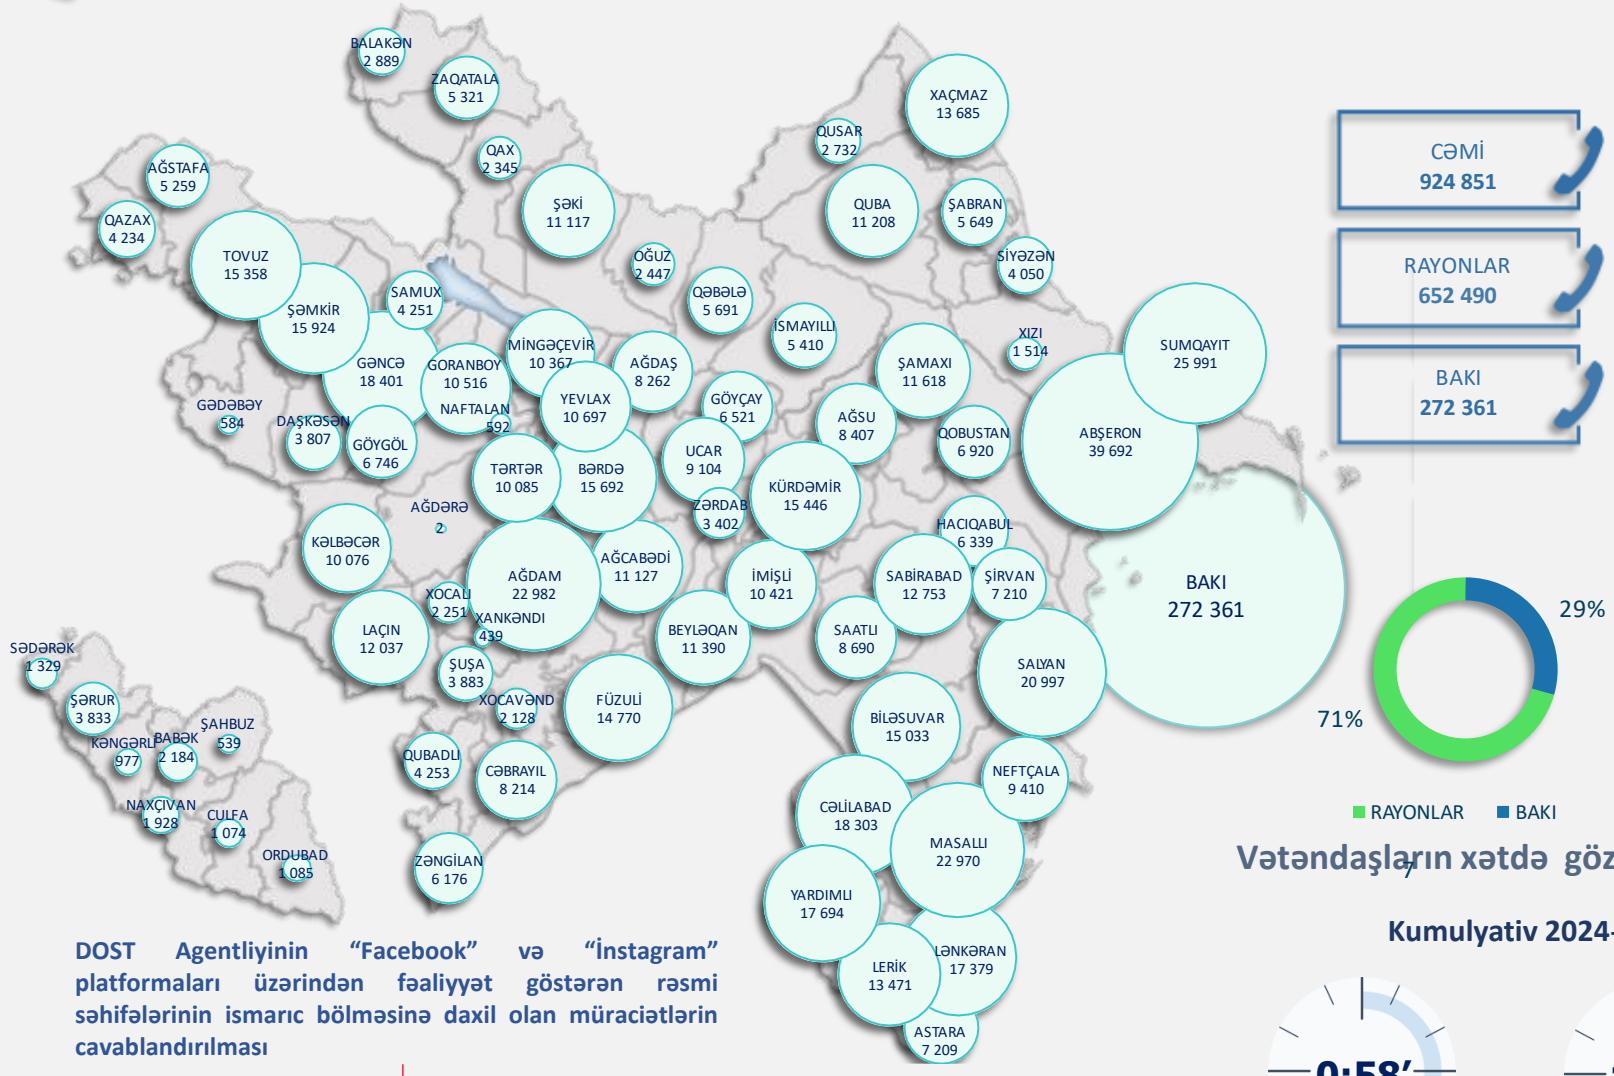 BALAKƏN
2 889
ZAQATALA
5 321
XAÇMAZ
13 685
QUSAR
2 732
QAX
2 345
AĞSTAFA
5 259
ŞƏKİ
11 117
QUBA
11 208
ŞABRAN
5 649
QAZAX
4 234
TOVUZ
15 358
OĞUZ
2 447
SİYƏZƏN
4 050
QƏBƏLƏ
5 691
SAMUX
4 251
ŞƏMKİR
15 924
İSMAYILLI
5 410
XIZI
1 514
SUMQAYIT
25 991
MİNGƏÇEVİR
10 367
GƏNCƏ
18 401
GORANBOY
10 516
AĞDAŞ
8 262
ŞAMAXI
11 618
GƏDƏBƏY
584
NAFTALAN
592
YEVLAX
10 697
GÖYÇAY
6 521
AĞSU
8 407
DAŞKƏSƏN
3 807
GÖYGÖL
6 746
QOBUSTAN
6 920
ABŞERON
39 692
UCAR
9 104
TƏRTƏR
10 085
BƏRDƏ
15 692
KÜRDƏMİR
15 446
AĞDƏRƏ
2
ZƏRDAB
3 402
HACIQABUL
6 339
KƏLBƏCƏR
10 076
AĞCABƏDİ
11 127
AĞDAM
22 982
İMİŞLİ
10 421
SABİRABAD
12 753
ŞİRVAN
7 210
BAKI
272 361
XOCALI
2 251
XANKƏNDI
439
LAÇIN
12 037
BEYLƏQAN
11 390
SAATLI
8 690
SƏDƏRƏK
1 329
ŞUŞA
3 883
SALYAN
20 997
ŞƏRUR
3 833
XOCAVƏND
2 128
FÜZULİ
14 770
BİLƏSUVAR
15 033
ŞAHBUZ
539
KƏNGƏRLİ
977
BABƏK
2 184
QUBADLI
4 253
CƏBRAYIL
8 214
NEFTÇALA
9 410
NAXÇIVAN
1 928
CULFA
1 074
CƏLİLABAD
18 303
MASALLI
22 970
ORDUBAD
1 085
ZƏNGİLAN
6 176
YARDIMLI
17 694
LƏNKƏRAN
17 379
LERİK
13 471
ASTARA
7 209
CƏMİ
924 851
RAYONLAR
652 490
BAKI
272 361
29%
71%
RAYONLAR BAKI
Vətəndaşların xətdə göz
7
Kumulyativ 2024-
0:58′
DOST Agentliyinin “Facebook” və “İnstagram”
platformaları üzərindən fəaliyyət göstərən rəsmi
səhifələrinin ismarıc bölməsinə daxil olan müraciətlərin
cavablandırılması